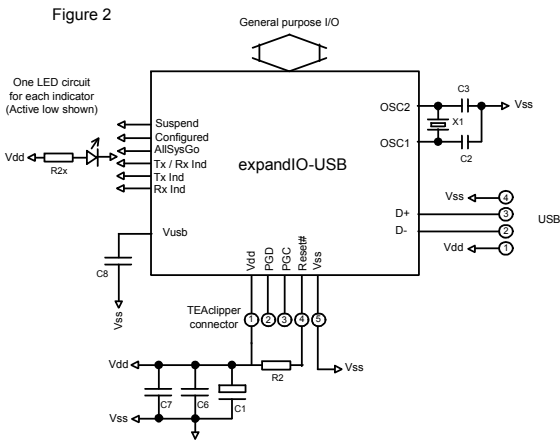 Figure 2
General purpose I/O
One LED circuit
for each indicator
(Active low shown)
Vdd
R2x
Suspend
Configured
AllSysGo
Tx / Rx Ind
Tx Ind
Rx Ind
Vusb
C8
Vss
expandIO-USB
OSC2
OSC1
C3
X1
C2
Vss
Vss
4
D+
3
D-
2
Vdd
1
USB
Vdd
PGD
PGC
Reset#
Vss
TEAclipper
connector
1
2
3
4
5
Vdd
R2
Vss
C7
C6
C1
Vss